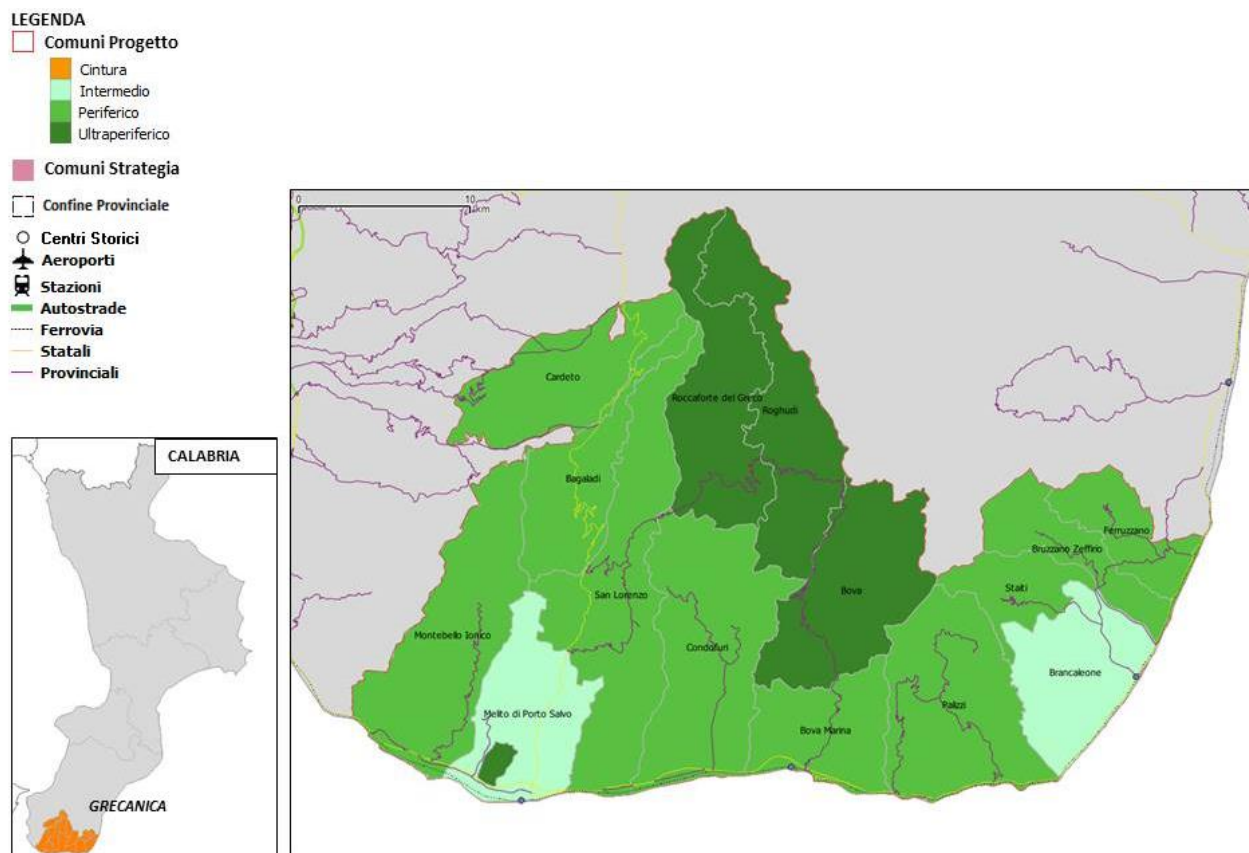 LEGENDA
Comuni Progetto
Cintura
Intermedio
Periferico
Ultraperiferico
Comuni Strategia
Confine Provinciale
Centri Storici
Aeroporti
Stazioni
Autostrade
Ferrovia
Statali
Provinciali
0 10
km
Cardeto
Roccaforte del Greco
Roghudi
Bagaladi
Ferruzzano
Bruzzano Zeffirio
Staiti
Bova
San Lorenzo
Montebello Ionico
Condofuri
Brancaleone
Palizzi
Melito di Porto Salvo
Bova Marina
CALABRIA
GRECANICA